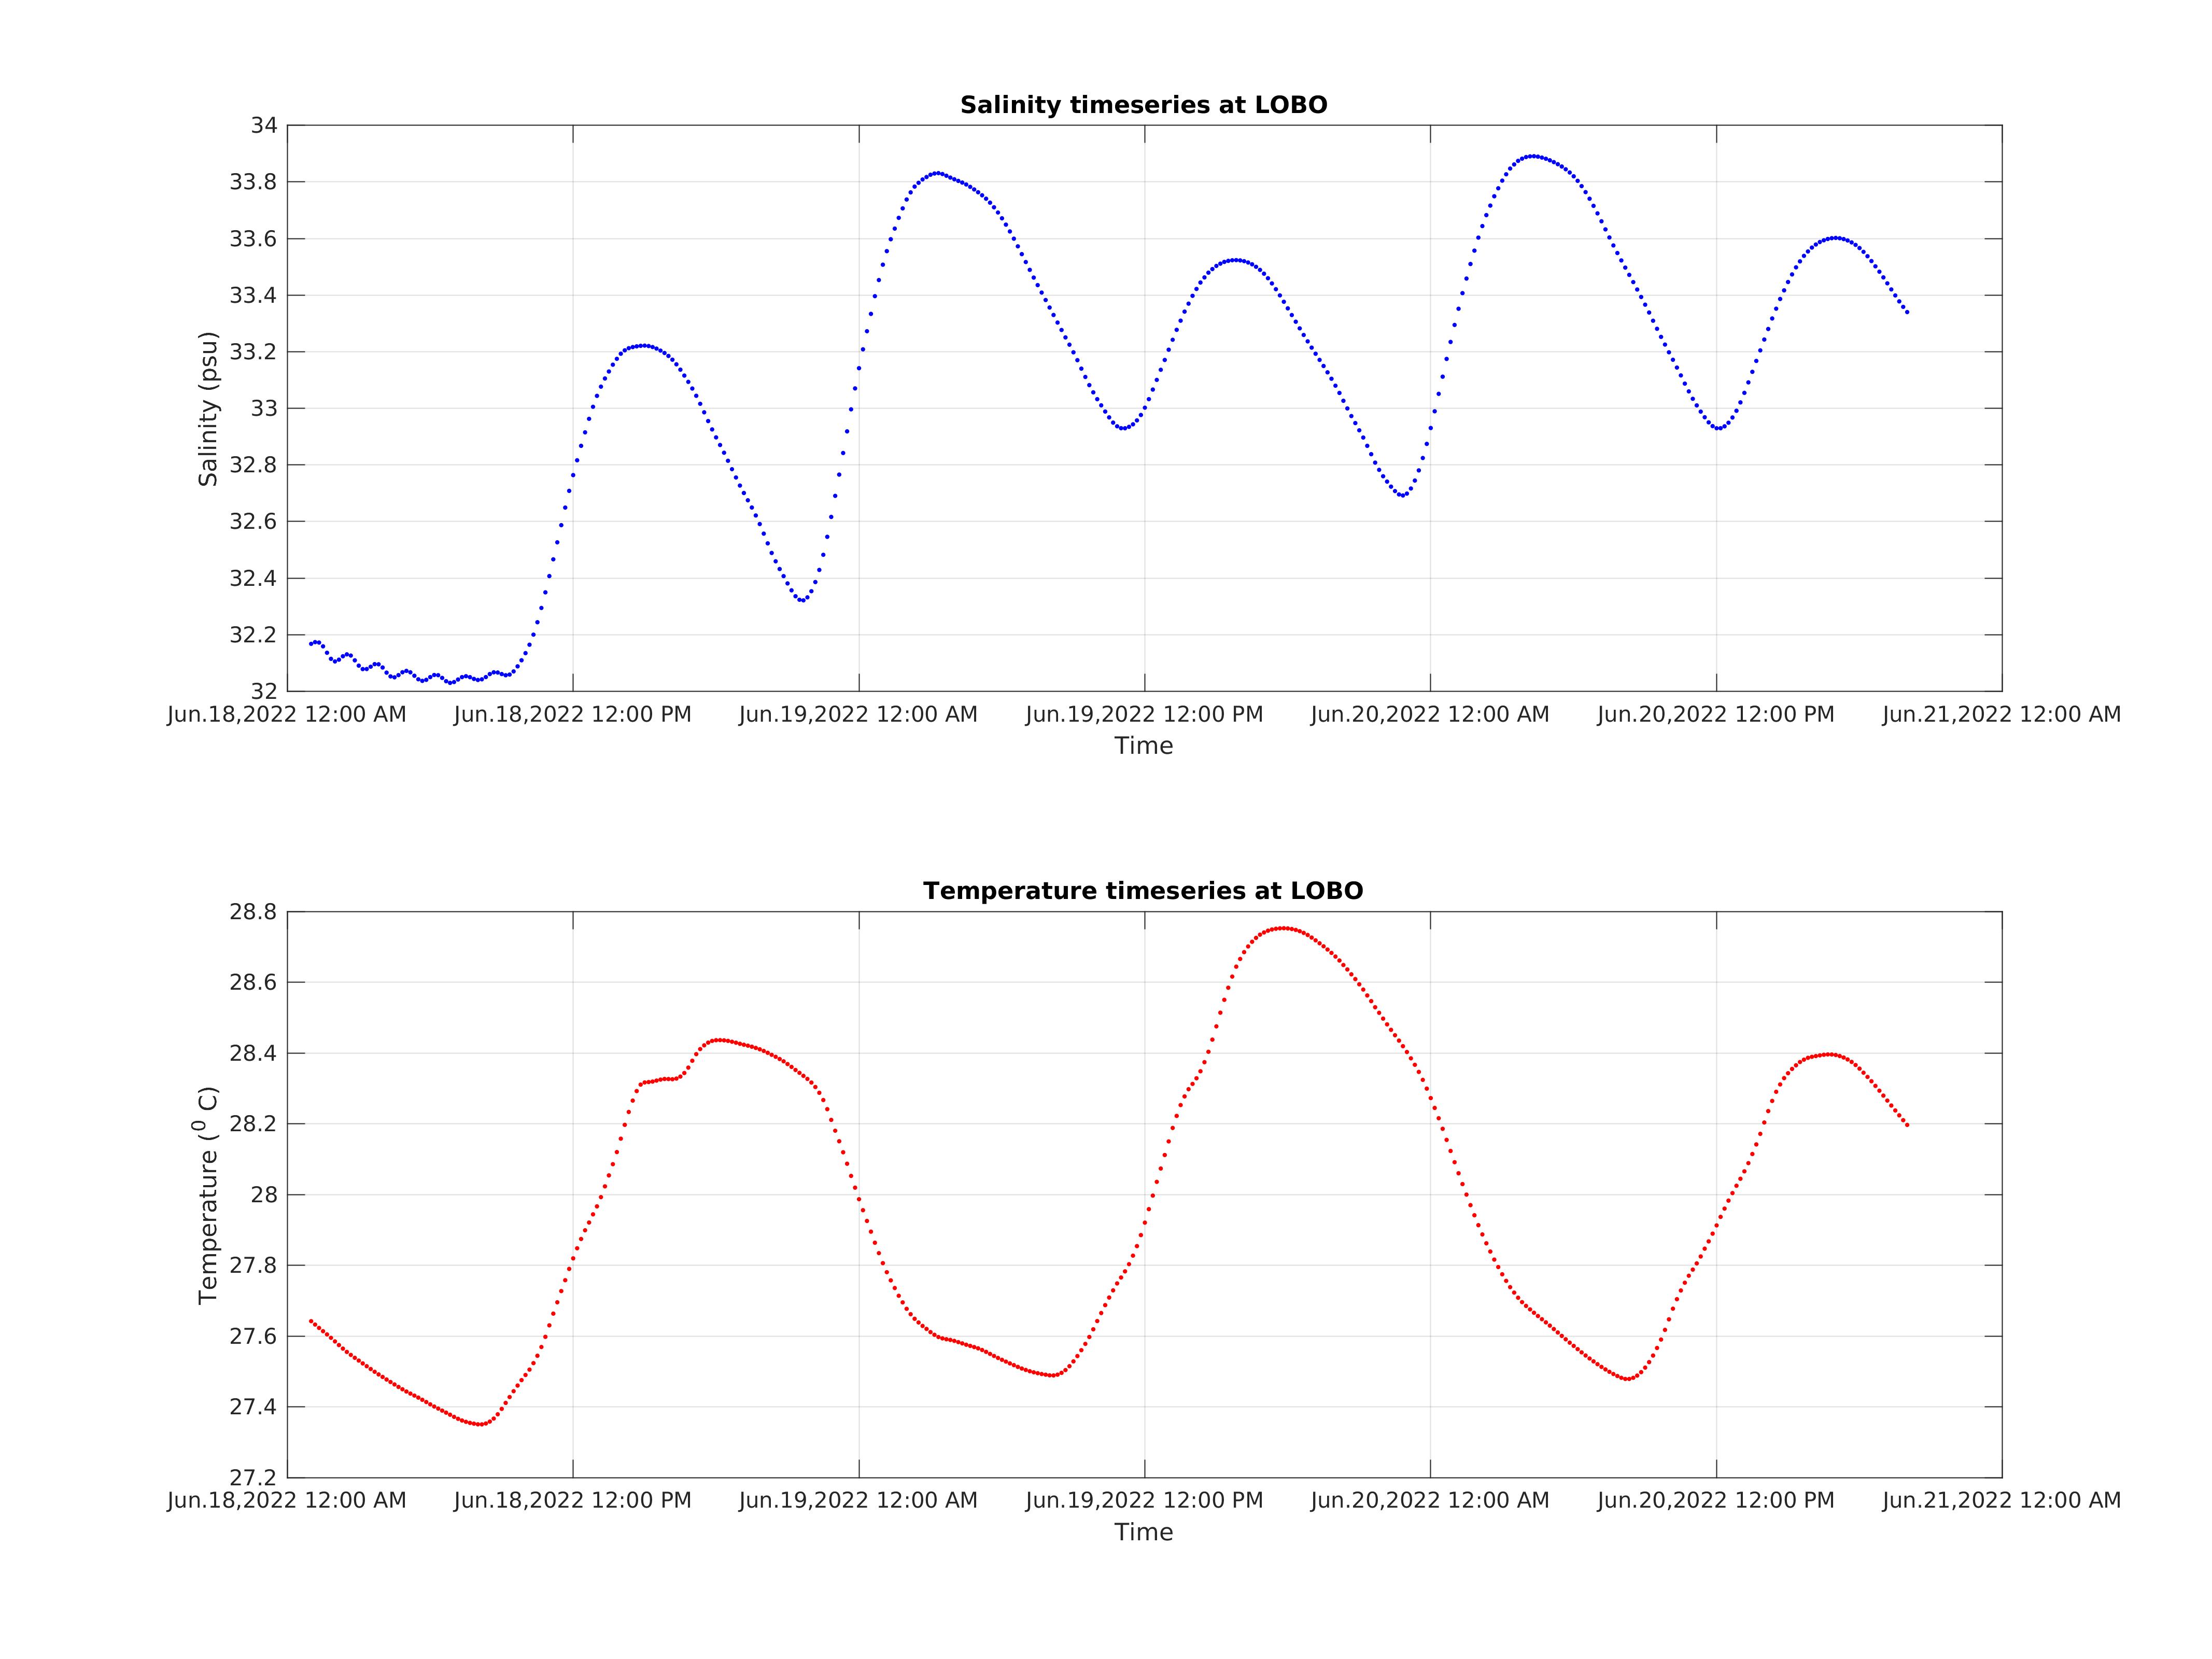 Salinity timeseries at LOBO
34
33.8
33.6
33.4
33.2
33
32.8
32.6
32.4
32.2
32
Salinity (psu)
Jun.18,2022 12:00 AM Jun.18,2022 12:00 PM Jun.19,2022 12:00 AM Jun.19,2022 12:00 PM Jun.20,2022 12:00 AM Jun.20,2022 12:00 PM Jun.21,2022 12:00 AM
Time
Temperature timeseries at LOBO
28.8
28.6
28.4
28.2
28
27.8
27.6
27.4
27.2
Temperature (⁰ C)
Jun.18,2022 12:00 AM Jun.18,2022 12:00 PM Jun.19,2022 12:00 AM Jun.19,2022 12:00 PM Jun.20,2022 12:00 AM Jun.20,2022 12:00 PM Jun.21,2022 12:00 AM
Time